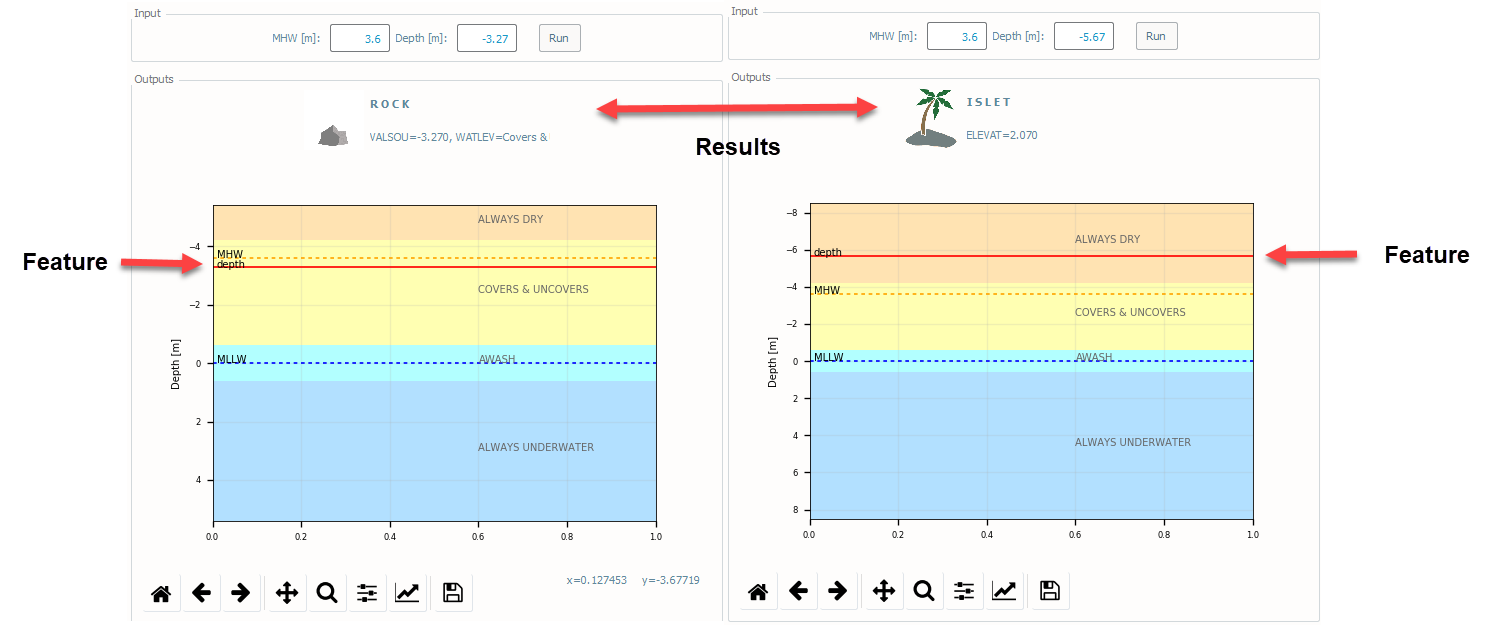 Input
MHW [m]: 3.6 Depth [m]: -3.27 Run
Outputs
ROCK
VALSOU=-3.270, WATLEV=Covers &
ALWAYS DRY
−4
MHW
depth
COVERS & UNCOVERS
−2
MLLW
AWASH
0
Depth [m]
2
ALWAYS UNDERWATER
4
0.0 0.2 0.4 0.6 0.8 1.0
x=0.127453 y=-3.67719
Feature
Results
Input
MHW [m]: 3.6 Depth [m]: -5.67 Run
Outputs
ISLET
ELEVAT=2.070
−8
ALWAYS DRY
−6
depth
−4
MHW
COVERS & UNCOVERS
−2
MLLW
AWASH
0
Depth [m]
2
4
ALWAYS UNDERWATER
6
8
0.0 0.2 0.4 0.6 0.8 1.0
Feature